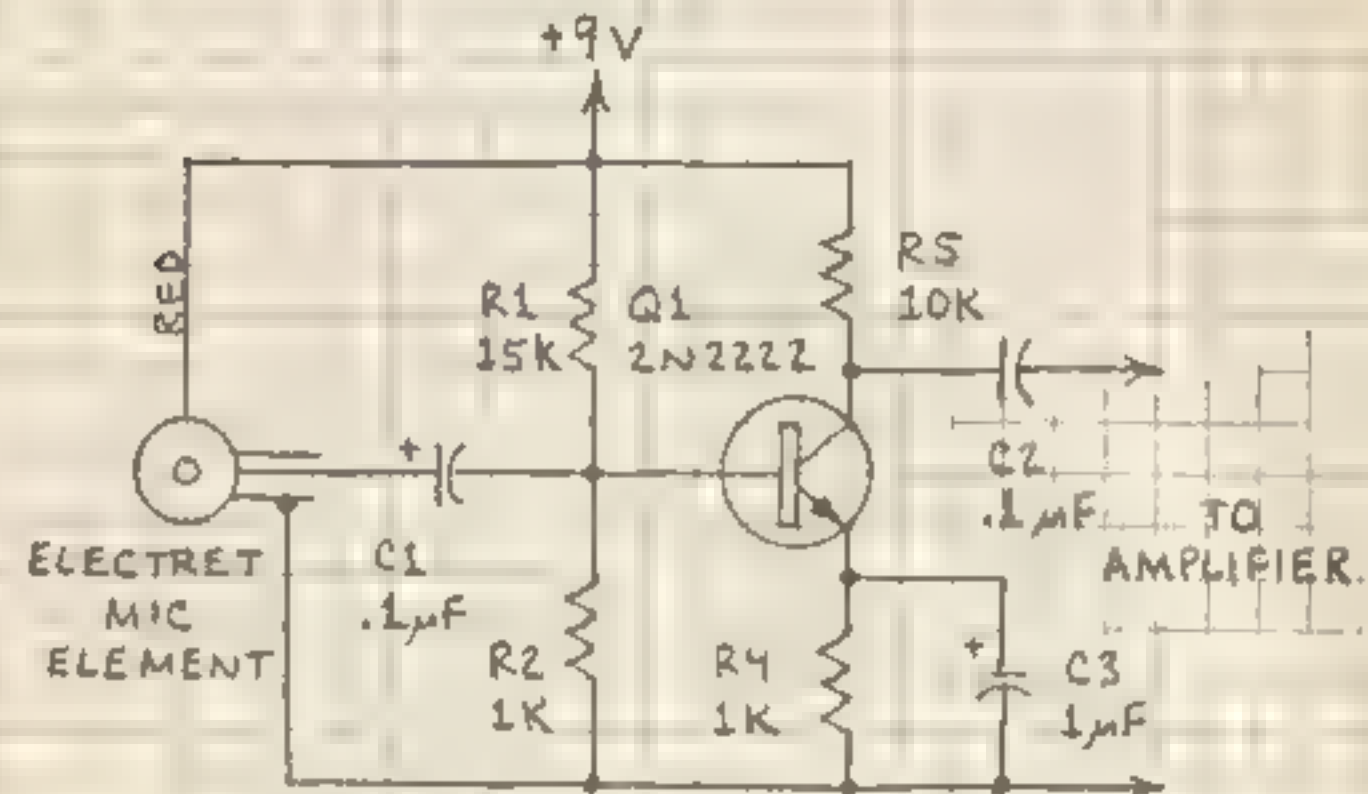 +9V
RED
R1
15K
Q1
2N2222
R5
10K
+
ELECTRET
MIC
ELEMENT
C1
.1µF
C2
.1µF
TO
AMPLIFIER.
R2
1K
R4
1K
+
C3
1µF